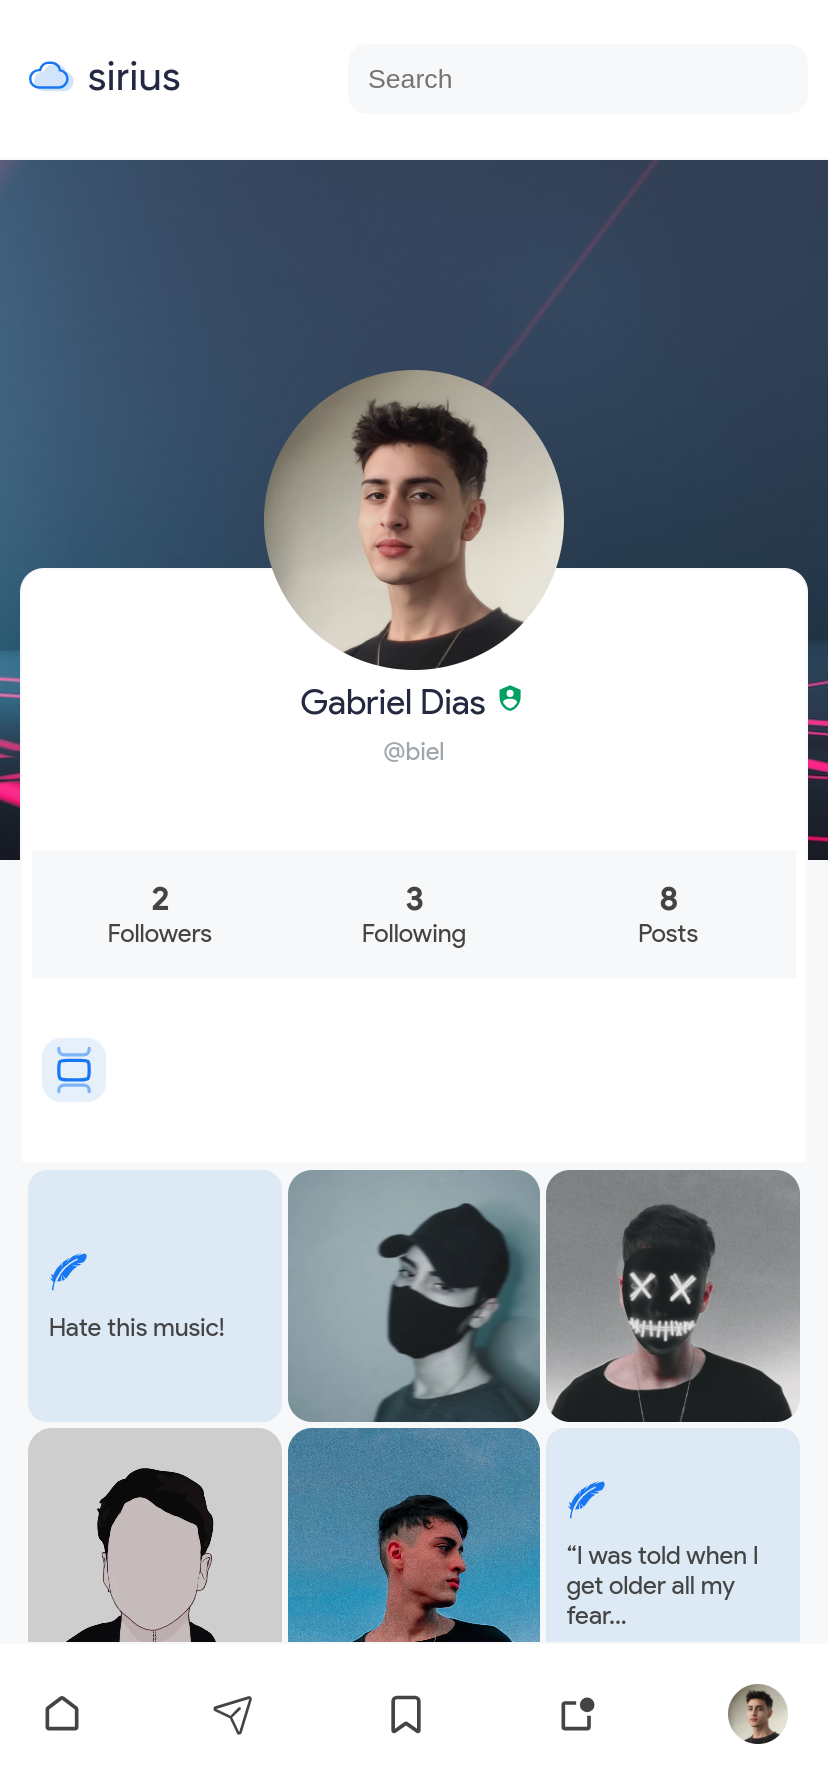 sirius
Search
Gabriel Dias
@biel
2
Followers
3
Following
8
Posts
Hate this music!
“I was told when I
get older all my
fear...